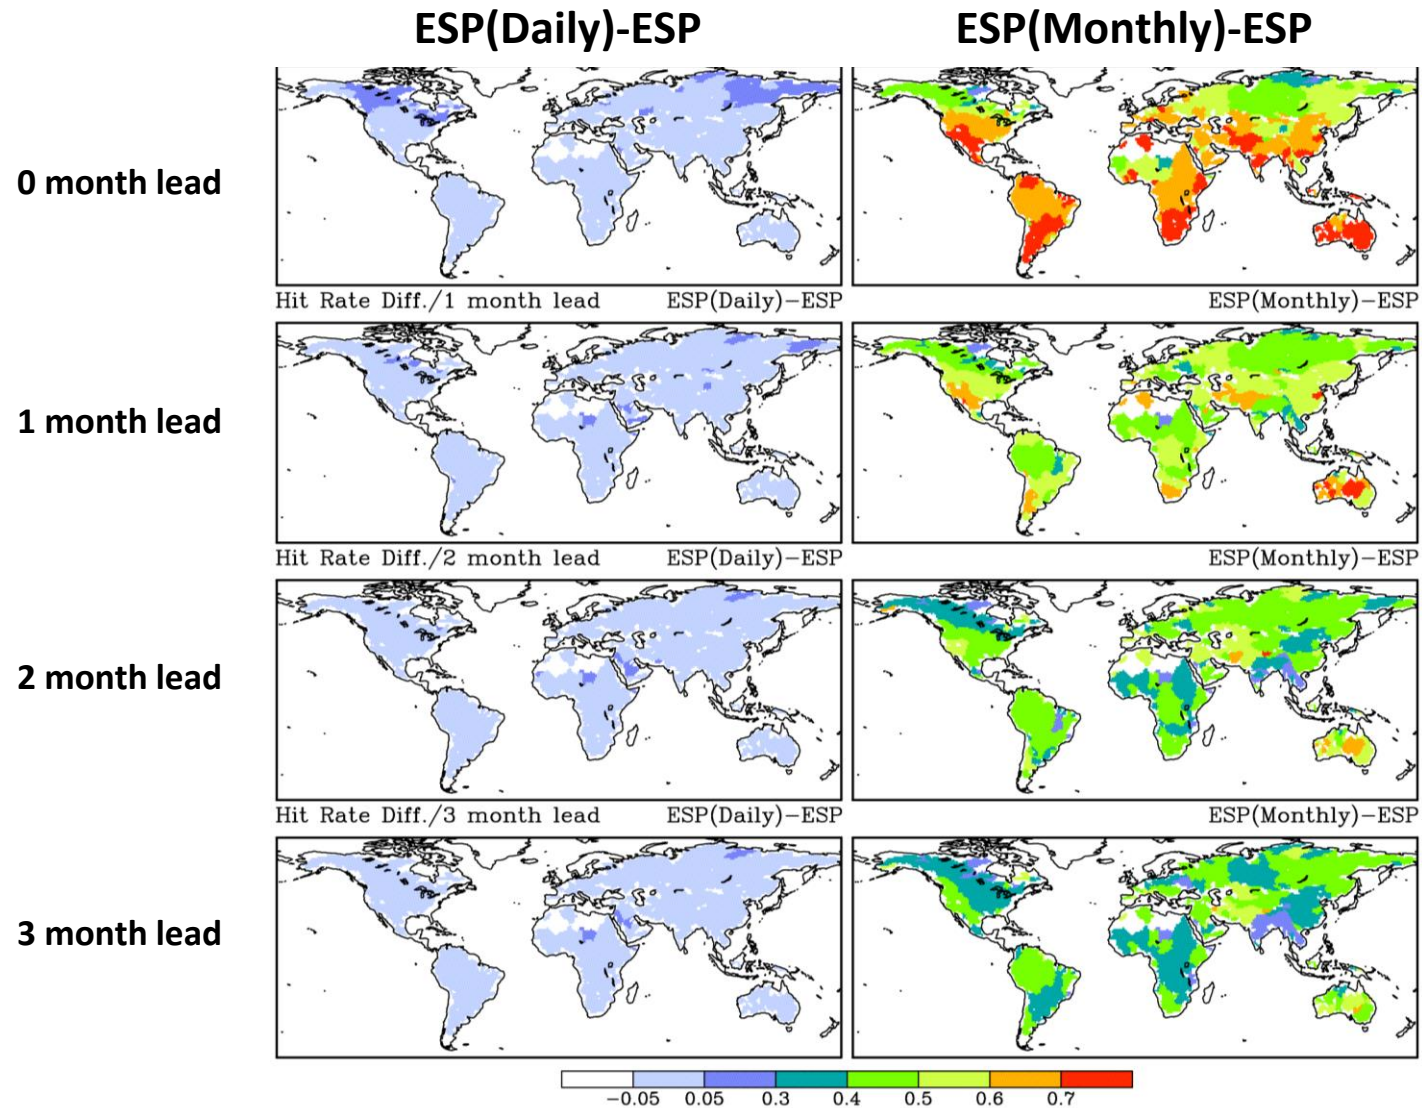 ESP(Daily)-ESP ESP(Monthly)-ESP
0 month lead
Hit Rate Diff./1 month lead ESP(Daily)−ESP ESP(Monthly)−ESP
1 month lead
Hit Rate Diff./2 month lead ESP(Daily)−ESP ESP(Monthly)−ESP
2 month lead
Hit Rate Diff./3 month lead ESP(Daily)−ESP ESP(Monthly)−ESP
3 month lead
−0.05 0.05 0.3 0.4 0.5 0.6 0.7